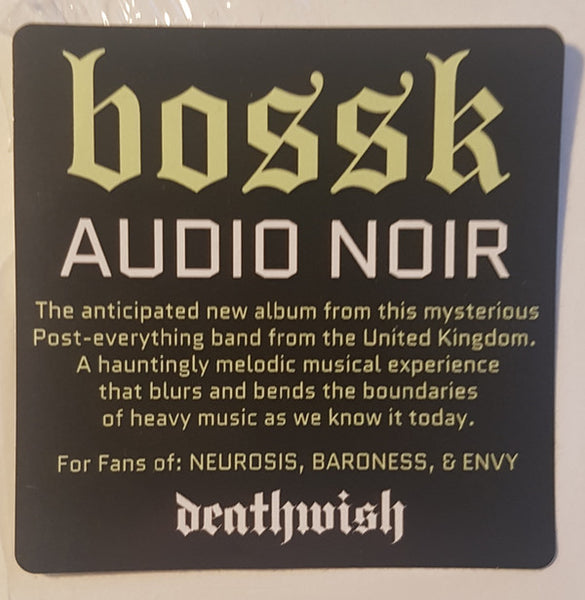 bossk
AUDIO NOIR
The anticipated new album from this mysterious
Post-everything band from the United Kingdom.
A hauntingly melodic musical experience
that blurs and bends the boundaries
of heavy music as we know it today.
For Fans of: NEUROSIS, BARONESS, & ENVY
deathwish